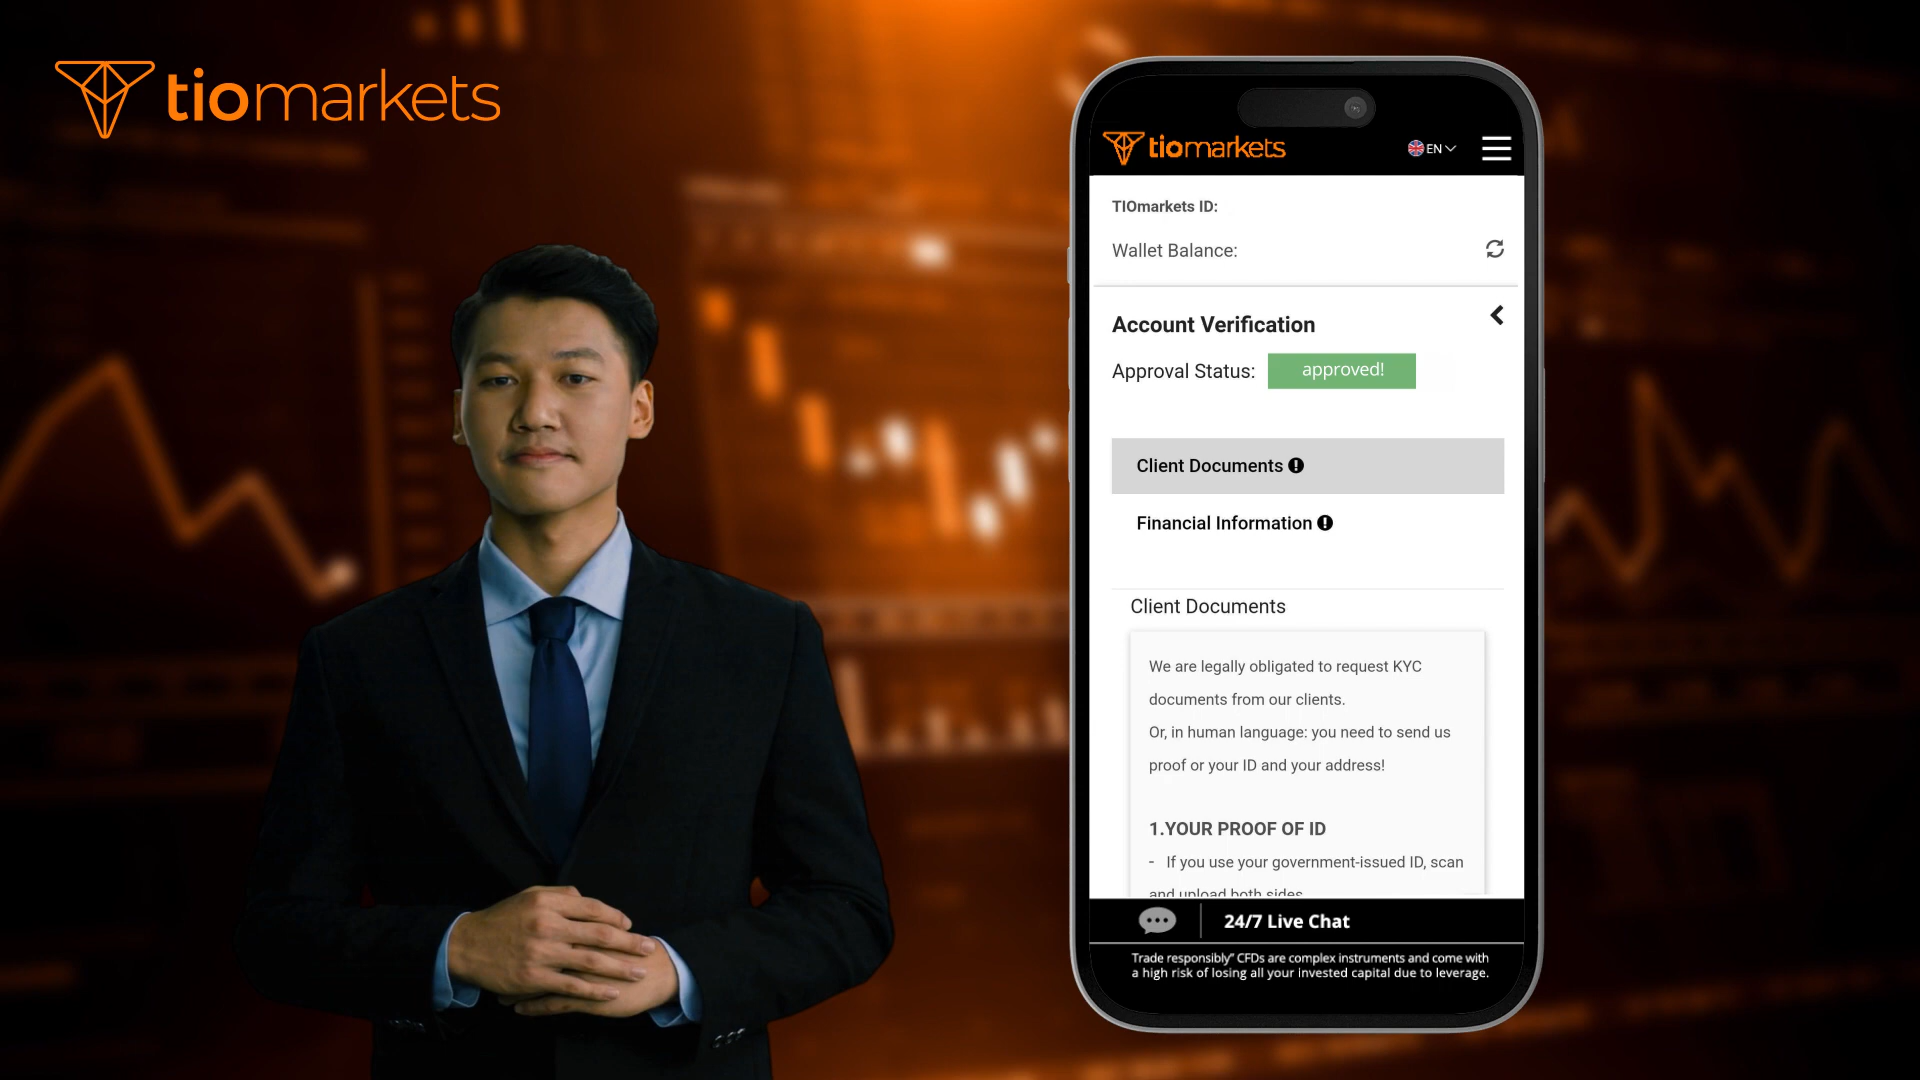 tiomarkets
tiomarkets
EN
TIOmarkets ID:
Wallet Balance:
Account Verification
Approval Status: approved!
Client Documents
Financial Information
Client Documents
We are legally obligated to request KYC
documents from our clients.
Or, in human language: you need to send us
proof or your ID and your address!
1.YOUR PROOF OF ID
- If you use your government-issued ID, scan
and upload both sides
24/7 Live Chat
Trade responsibly” CFDs are complex instruments and come with
a high risk of losing all your invested capital due to leverage.